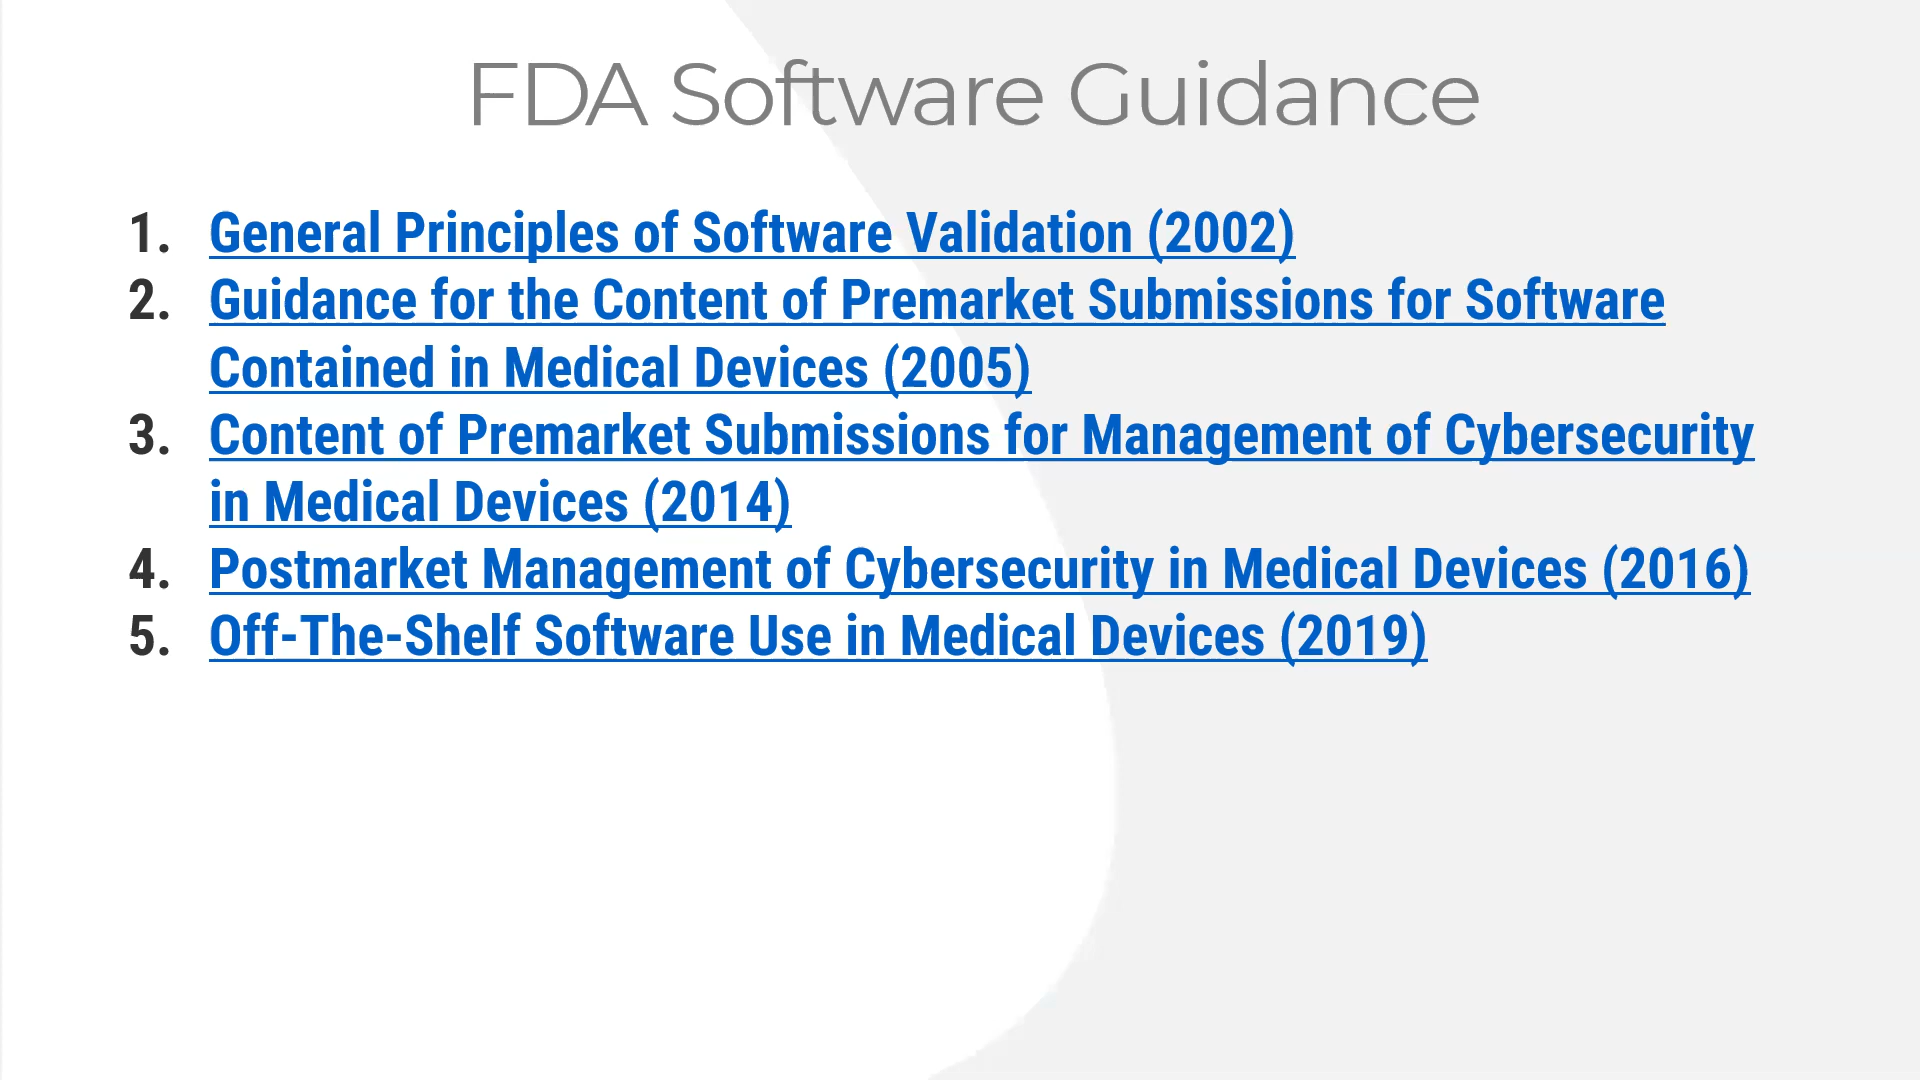 FDA Software Guidance
1. General Principles of Software Validation (2002)
2. Guidance for the Content of Premarket Submissions for Software
Contained in Medical Devices (2005)
3. Content of Premarket Submissions for Management of Cybersecurity
in Medical Devices (2014)
4. Postmarket Management of Cybersecurity in Medical Devices (2016)
5. Off-The-Shelf Software Use in Medical Devices (2019)